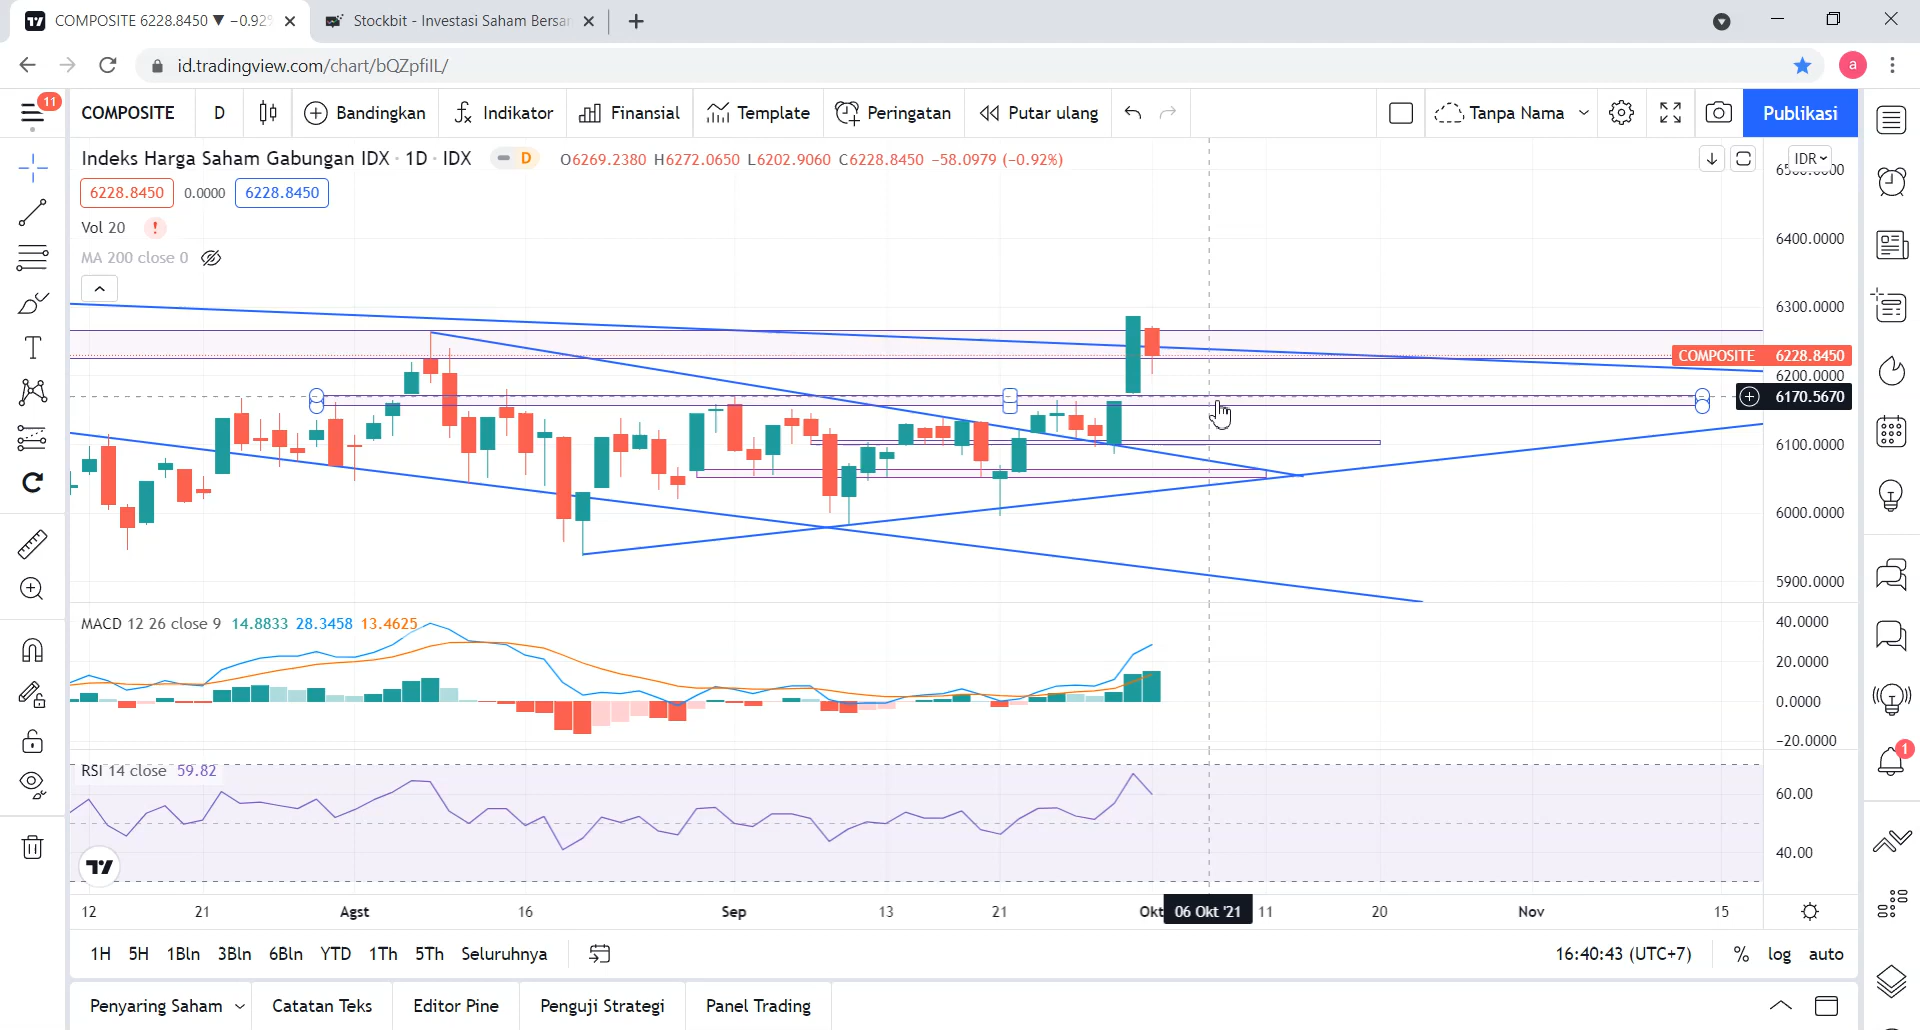 COMPOSITE 6228.8450 ▼ −0.92%
Stockbit - Investasi Saham Bersan
id.tradingview.com/chart/bQZpfiIL/
a
11
COMPOSITE
D
Bandingkan
Indikator
Finansial
Template
Peringatan
Putar ulang
Tanpa Nama
Publikasi
Indeks Harga Saham Gabungan IDX · 1D · IDX
D
O6269.2380 H6272.0650 L6202.9060 C6228.8450 −58.0979 (−0.92%)
IDR
6228.8450
0.0000
6228.8450
Vol 20
!
MA 200 close 0
6400.0000
6300.0000
COMPOSITE 6228.8450
6200.0000
6170.5670
6100.0000
6000.0000
5900.0000
MACD 12 26 close 9 14.8833 28.3458 13.4625
40.0000
20.0000
0.0000
−20.0000
1
RSI 14 close 59.82
60.00
40.00
12
21
Agst
16
Sep
13
21
Okt
06 Okt '21
11
20
Nov
15
1H
5H
1Bln
3Bln
6Bln
YTD
1Th
5Th
Seluruhnya
16:40:43 (UTC+7)
%
log
auto
Penyaring Saham
Catatan Teks
Editor Pine
Penguji Strategi
Panel Trading